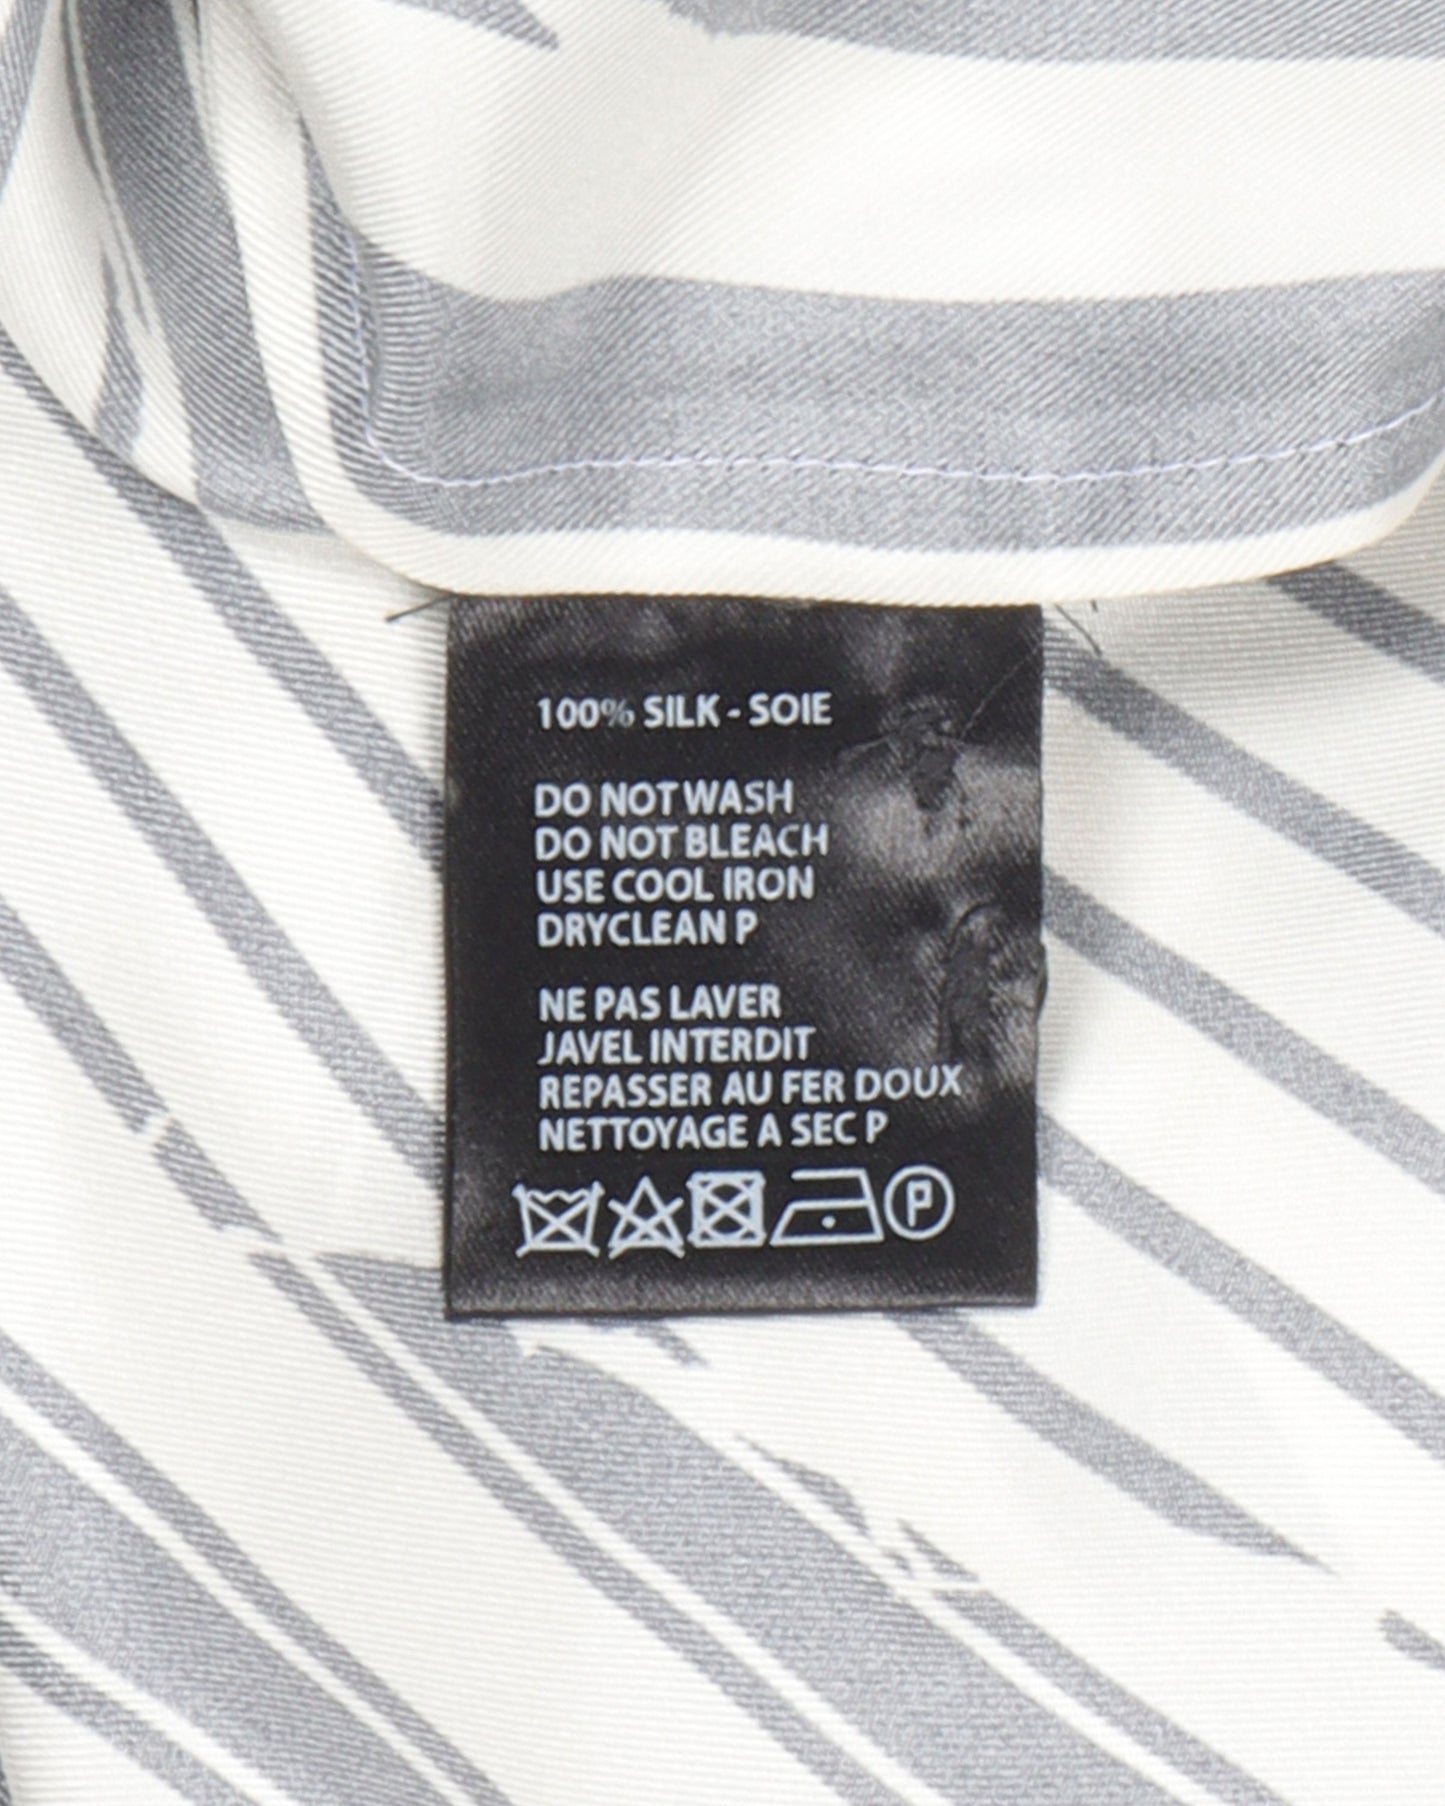 100% SILK - SOIE
DO NOT WASH
DO NOT BLEACH
USE COOL IRON
DRYCLEAN P
NE PAS LAVER
JAVEL INTERDIT
REPASSER AU FER DOUX
NETTOYAGE A SEC P
P